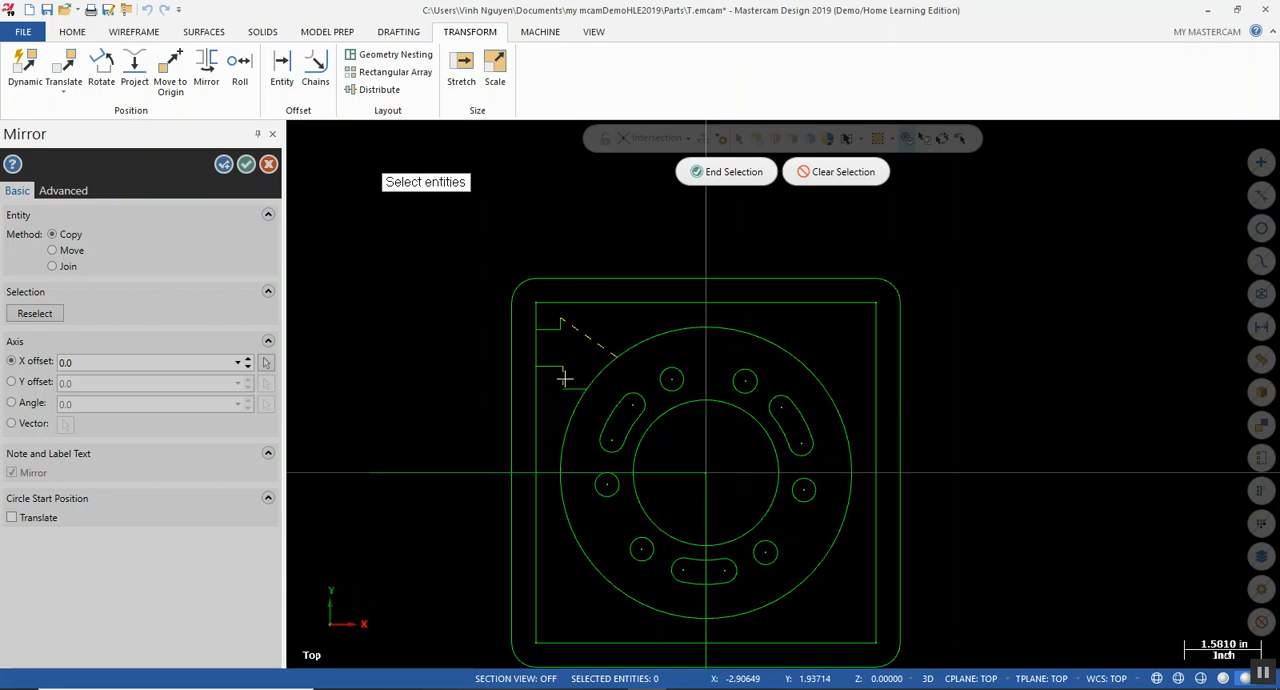 19
C:\Users\Vinh Nguyen\Documents\my mcamDemoHLE2019\Parts\T.emcam* - Mastercam Design 2019 (Demo/Home Learning Edition)
FILE HOME WIREFRAME SURFACES SOLIDS MODEL PREP DRAFTING TRANSFORM MACHINE VIEW MY MASTERCAM
Dynamic Translate Rotate Project Move to Origin Mirror Roll
Position
Entity Chains
Offset
Geometry Nesting
Rectangular Array
Distribute
Layout
Stretch Scale
Size
Mirror
Basic Advanced
Entity
Method: Copy
Move
Join
Selection
Reselect
Axis
X offset: 0.0
Y offset: 0.0
Angle: 0.0
Vector:
Note and Label Text
Mirror
Circle Start Position
Translate
Intersection
End Selection Clear Selection
Select entities
Y
X
Top
1.5810 in
Inch
SECTION VIEW: OFF SELECTED ENTITIES: 0 X: -2.90649 Y: 1.93714 Z: 0.00000 3D CPLANE: TOP TPLANE: TOP WCS: TOP